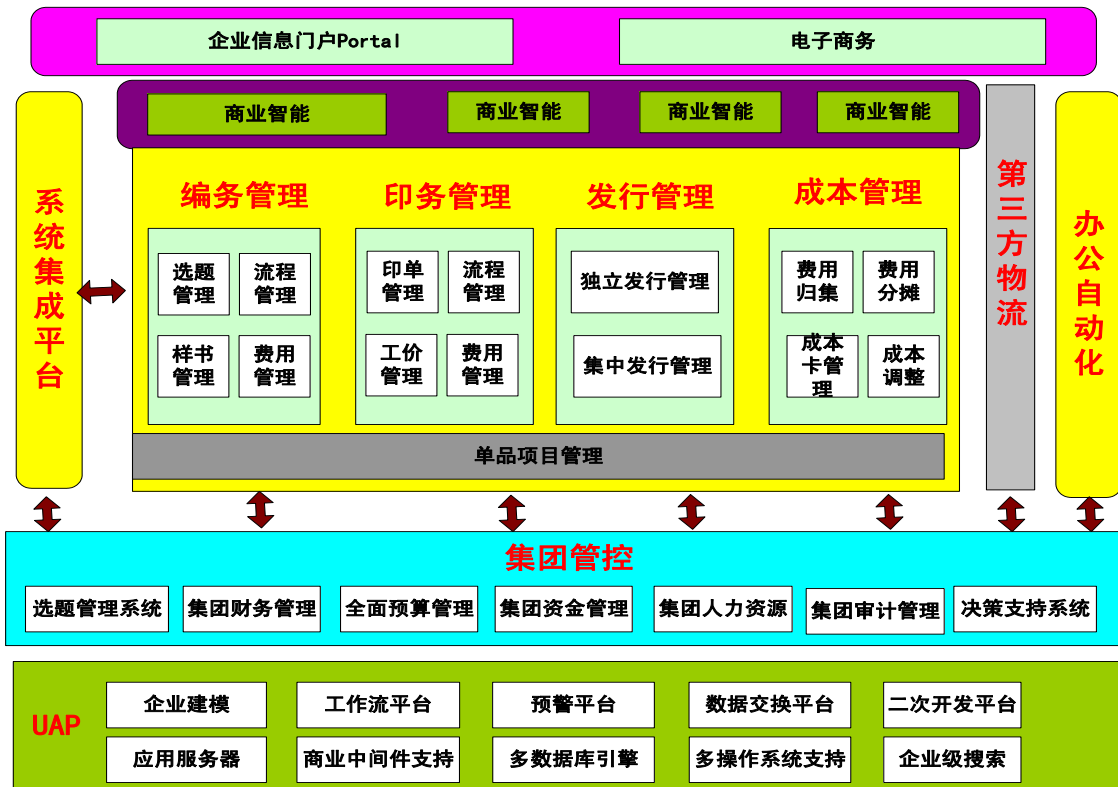 企业信息门户Portal
电子商务
商业智能
商业智能
商业智能
商业智能
系统集成平台
编务管理
印务管理
发行管理
成本管理
第三方物流
办公自动化
选题
管理
流程
管理
样书
管理
费用
管理
印单
管理
流程
管理
工价
管理
费用
管理
独立发行管理
集中发行管理
费用
归集
费用
分摊
成本
卡管
理
成本
调整
单品项目管理
集团管控
选题管理系统
集团财务管理
全面预算管理
集团资金管理
集团人力资源
集团审计管理
决策支持系统
UAP
企业建模
工作流平台
预警平台
数据交换平台
二次开发平台
应用服务器
商业中间件支持
多数据库引擎
多操作系统支持
企业级搜索